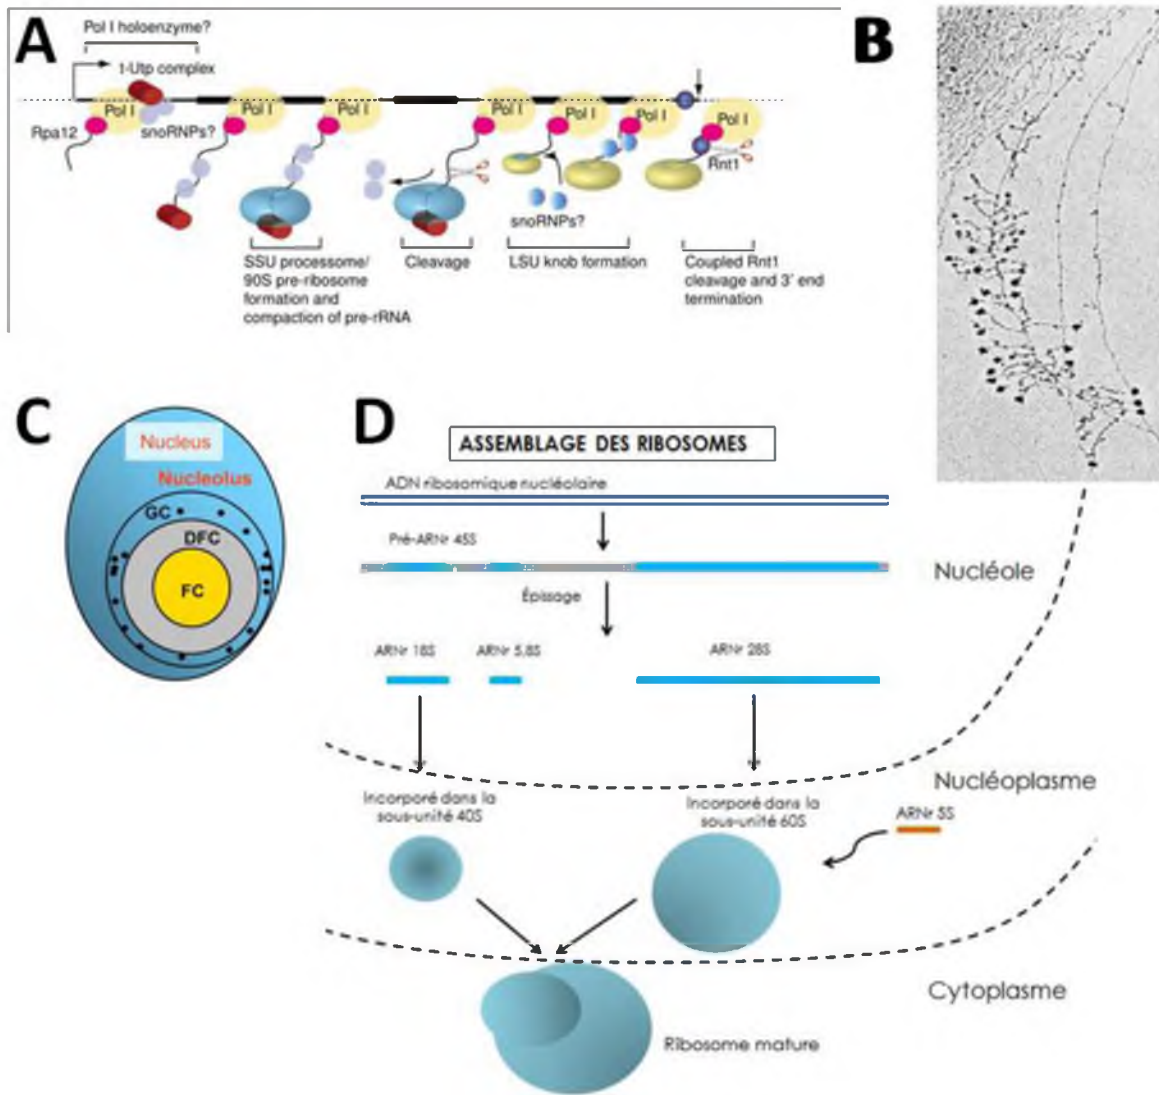 A
Pol I holoenzyme?
t-Utp complex
Pol I
Pol I
Pol I
Pol I
Pol I
Pol I
Pol I
Rpa12
snoRNPs?
Rnt1
snoRNPs?
SSU processome/
90S pre-ribosome
formation and
compaction of pre-rRNA
Cleavage
LSU knob formation
Coupled Rnt1
cleavage and 3' end
termination
B
C
Nucleus
Nucleolus
GC
DFC
FC
D
ASSEMBLAGE DES RIBOSOMES
ADN ribosomique nucléolaire
Pré-ARNr 45S
Nucléole
Épissage
ARNr 18S
ARNr 5,8S
ARNr 28S
Nucléoplasme
Incorporé dans la
sous-unité 40S
Incorporé dans la
sous-unité 60S
ARNr 5S
Cytoplasme
Ribosome mature